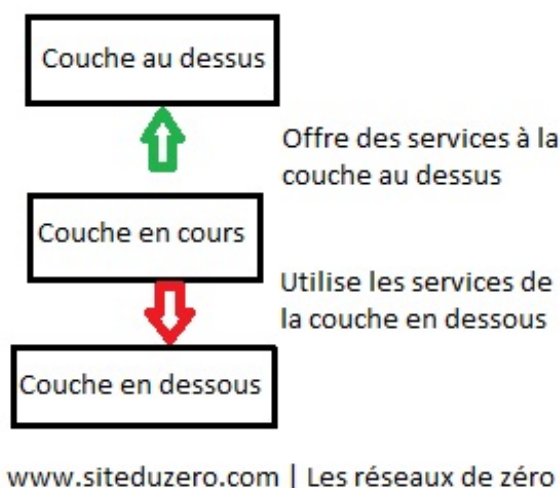 Couche au dessus
Offre des services à la
couche au dessus
Couche en cours
Utilise les services de
la couche en dessous
Couche en dessous
www.siteduzero.com | Les réseaux de zéro